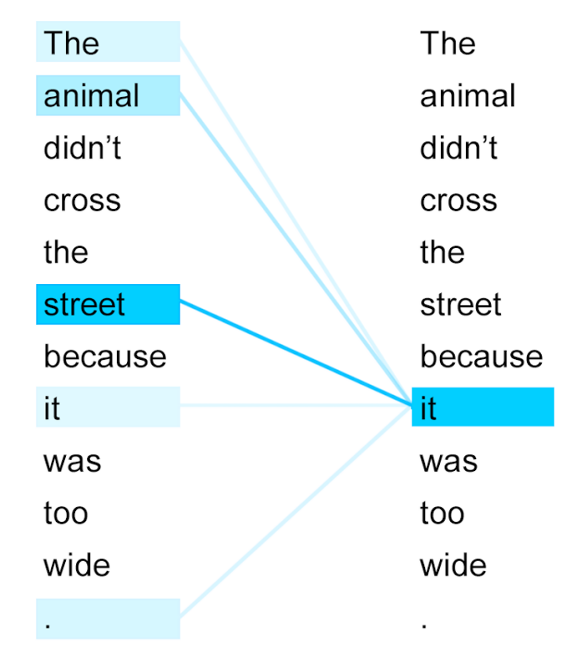 The The
animal animal
didn’t didn’t
cross cross
the the
street street
because because
it it
was was
too too
wide wide
. .